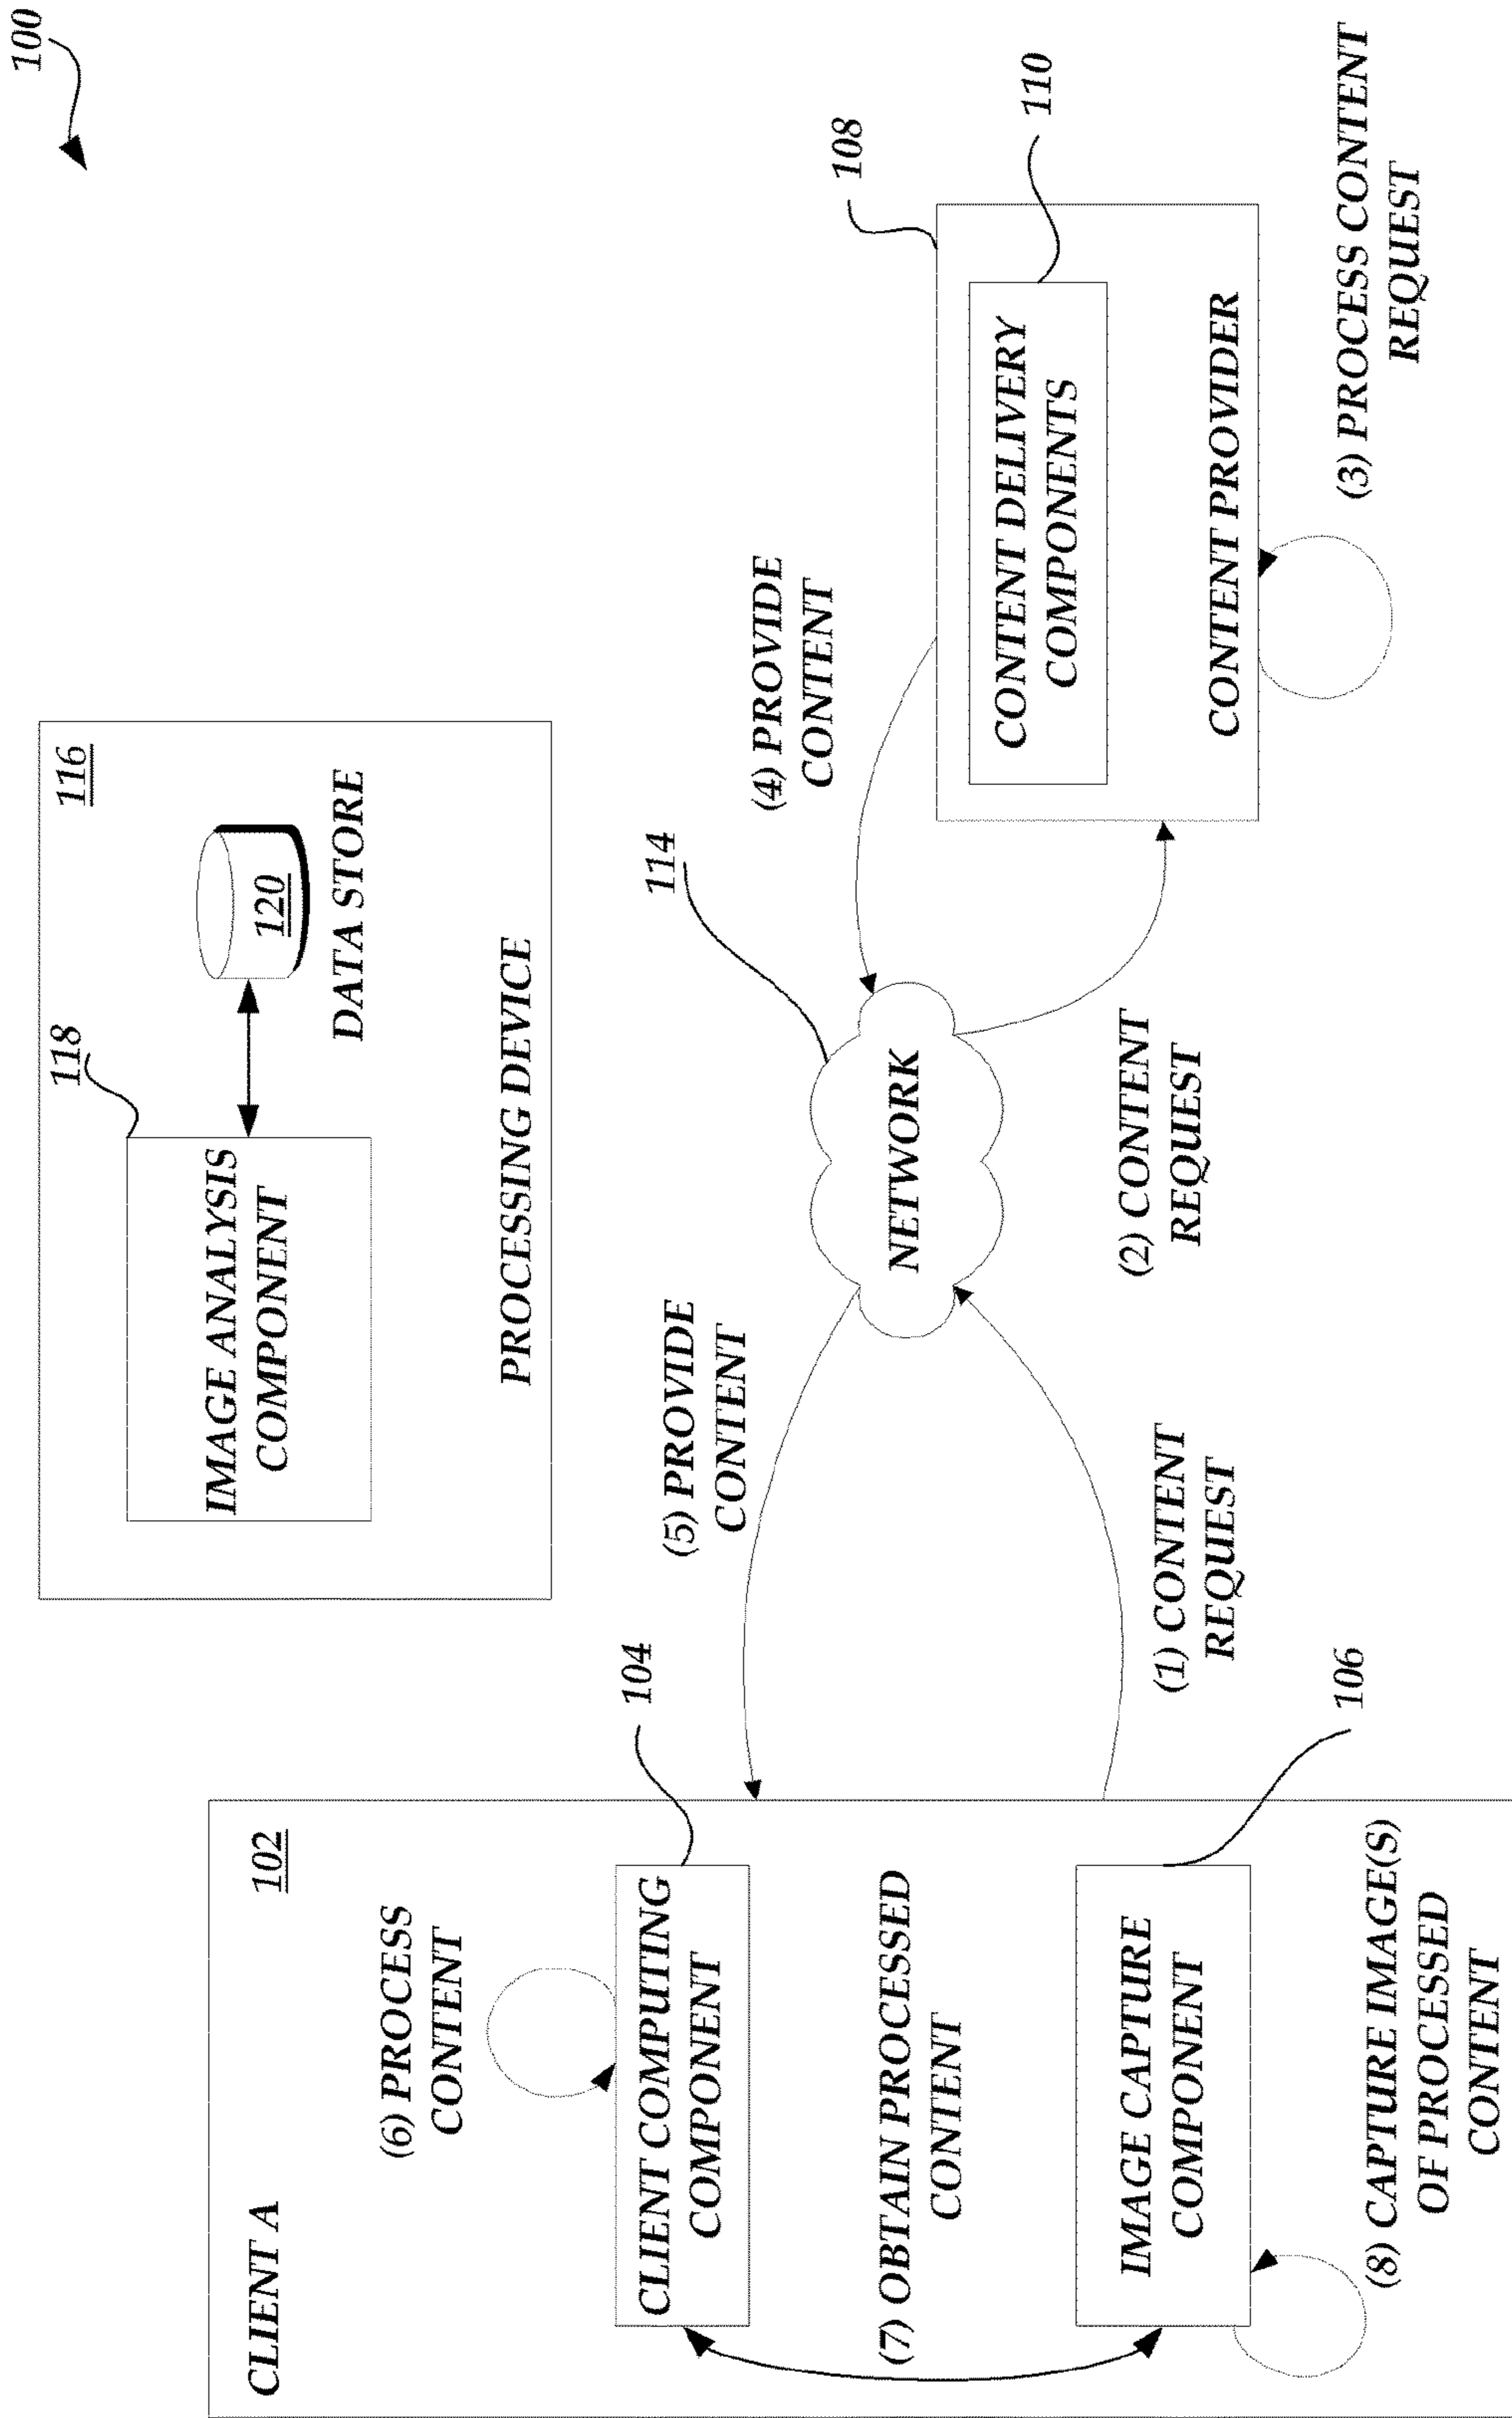 100
116
118
IMAGE ANALYSIS
COMPONENT
120
DATA STORE
PROCESSING DEVICE
CLIENT A
102
(6) PROCESS
CONTENT
104
CLIENT COMPUTING
COMPONENT
(7) OBTAIN PROCESSED
CONTENT
IMAGE CAPTURE
COMPONENT
106
(8) CAPTURE IMAGE(S)
OF PROCESSED
CONTENT
(5) PROVIDE
CONTENT
(1) CONTENT
REQUEST
114
NETWORK
(4) PROVIDE
CONTENT
(2) CONTENT
REQUEST
108
110
CONTENT DELIVERY
COMPONENTS
CONTENT PROVIDER
(3) PROCESS CONTENT
REQUEST